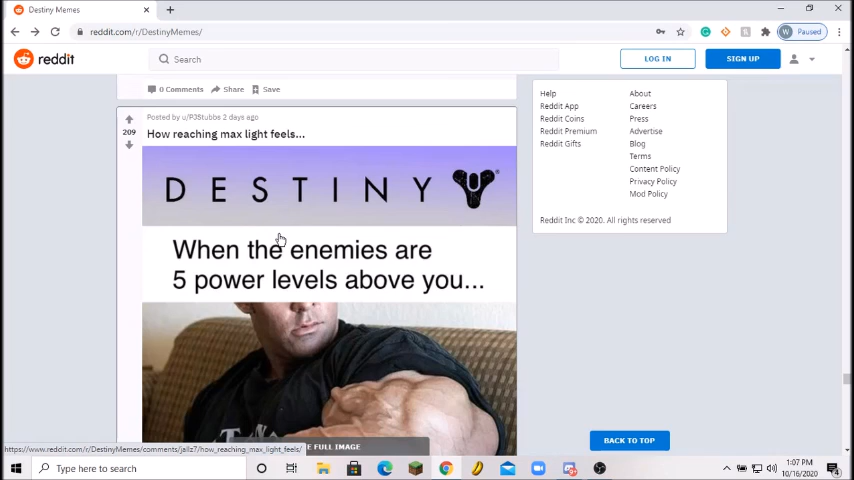 Destiny Memes
reddit.com/r/DestinyMemes/
Paused
reddit
Search
LOG IN
SIGN UP
0 Comments
Share
Save
Help
About
Reddit App
Careers
Reddit Coins
Press
Reddit Premium
Advertise
Reddit Gifts
Blog
Terms
Content Policy
Privacy Policy
Mod Policy
Reddit Inc © 2020. All rights reserved
Posted by u/P3Stubbs 2 days ago
209
How reaching max light feels...
DESTINY
When the enemies are
5 power levels above you...
FULL IMAGE
BACK TO TOP
https://www.reddit.com/r/DestinyMemes/comments/jallz7/how_reaching_max_light_feels/
Type here to search
1:07 PM
10/16/2020